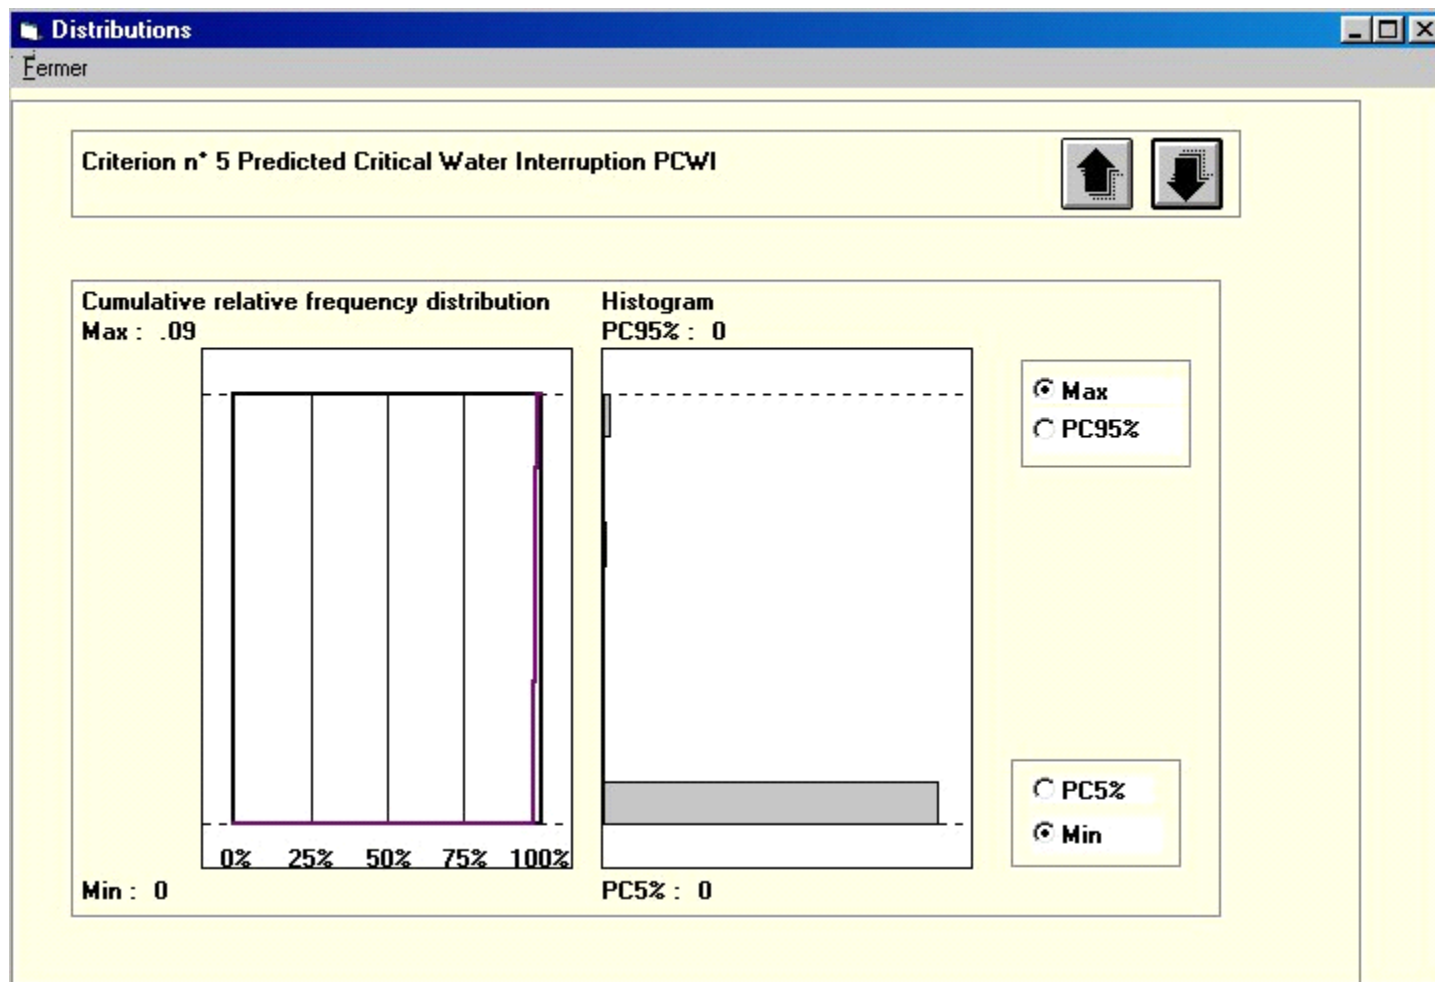 Distributions
Fermer
Criterion n° 5 Predicted Critical Water Interruption PCWI
Cumulative relative frequency distribution
Max : .09
Histogram
PC95% : 0
Max
PC95%
0% 25% 50% 75% 100%
Min : 0
PC5% : 0
PC5%
Min